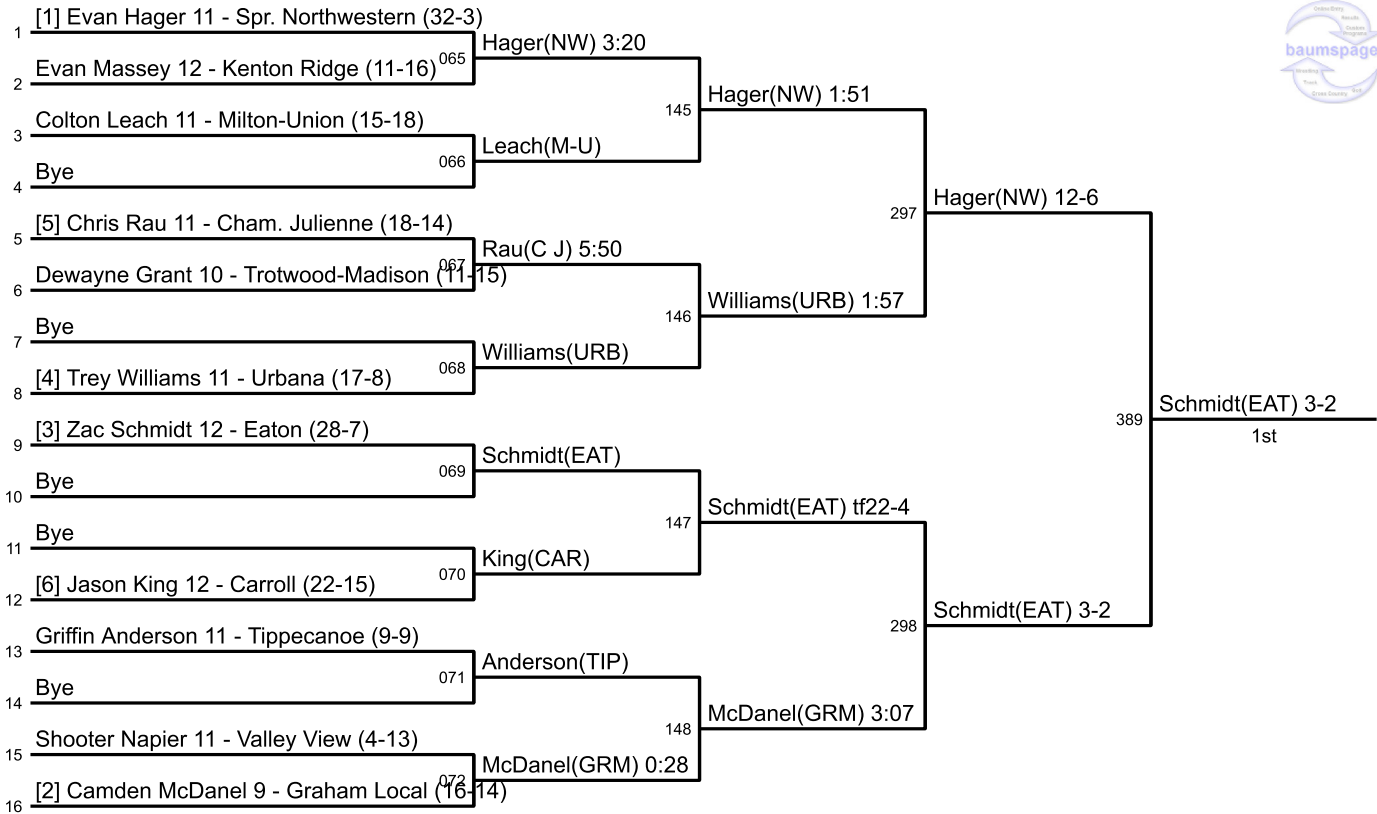 [1] Evan Hager 11 - Spr. Northwestern (32-3)
1
Hager(NW) 3:20
065
Evan Massey 12 - Kenton Ridge (11-16)
2
Hager(NW) 1:51
145
Colton Leach 11 - Milton-Union (15-18)
3
Leach(M-U)
066
Bye
4
Hager(NW) 12-6
297
[5] Chris Rau 11 - Cham. Julienne (18-14)
5
Rau(C J) 5:50
067
Dewayne Grant 10 - Trotwood-Madison (11-15)
6
Williams(URB) 1:57
146
Bye
7
Williams(URB)
068
[4] Trey Williams 11 - Urbana (17-8)
8
Schmidt(EAT) 3-2
389
1st
[3] Zac Schmidt 12 - Eaton (28-7)
9
Schmidt(EAT)
069
Bye
10
Schmidt(EAT) tf22-4
147
Bye
11
King(CAR)
070
[6] Jason King 12 - Carroll (22-15)
12
Schmidt(EAT) 3-2
298
Griffin Anderson 11 - Tippecanoe (9-9)
13
Anderson(TIP)
071
Bye
14
McDanel(GRM) 3:07
148
Shooter Napier 11 - Valley View (4-13)
15
McDanel(GRM) 0:28
072
[2] Camden McDanel 9 - Graham Local (16-14)
16
Online Entry
Results
baumspage
Wrestling
Track
Cross Country